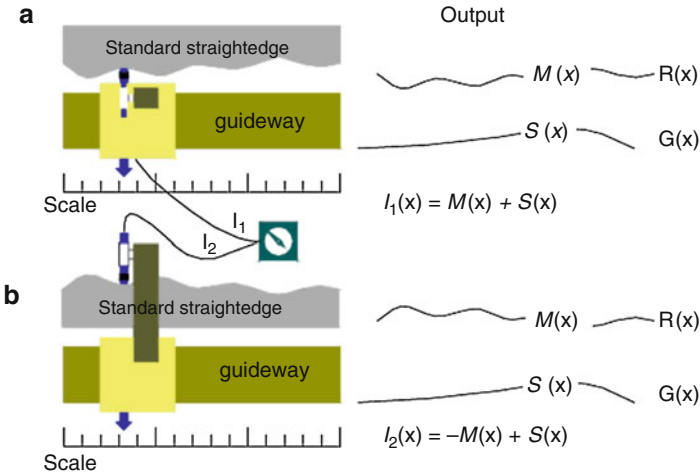 a
Output
Standard straightedge
M (x)
R(x)
guideway
S (x)
G(x)
Scale
I1(x) = M(x) + S(x)
I1
I2
b
Standard straightedge
M(x)
R(x)
guideway
S (x)
G(x)
I2(x) = –M(x) + S(x)
Scale